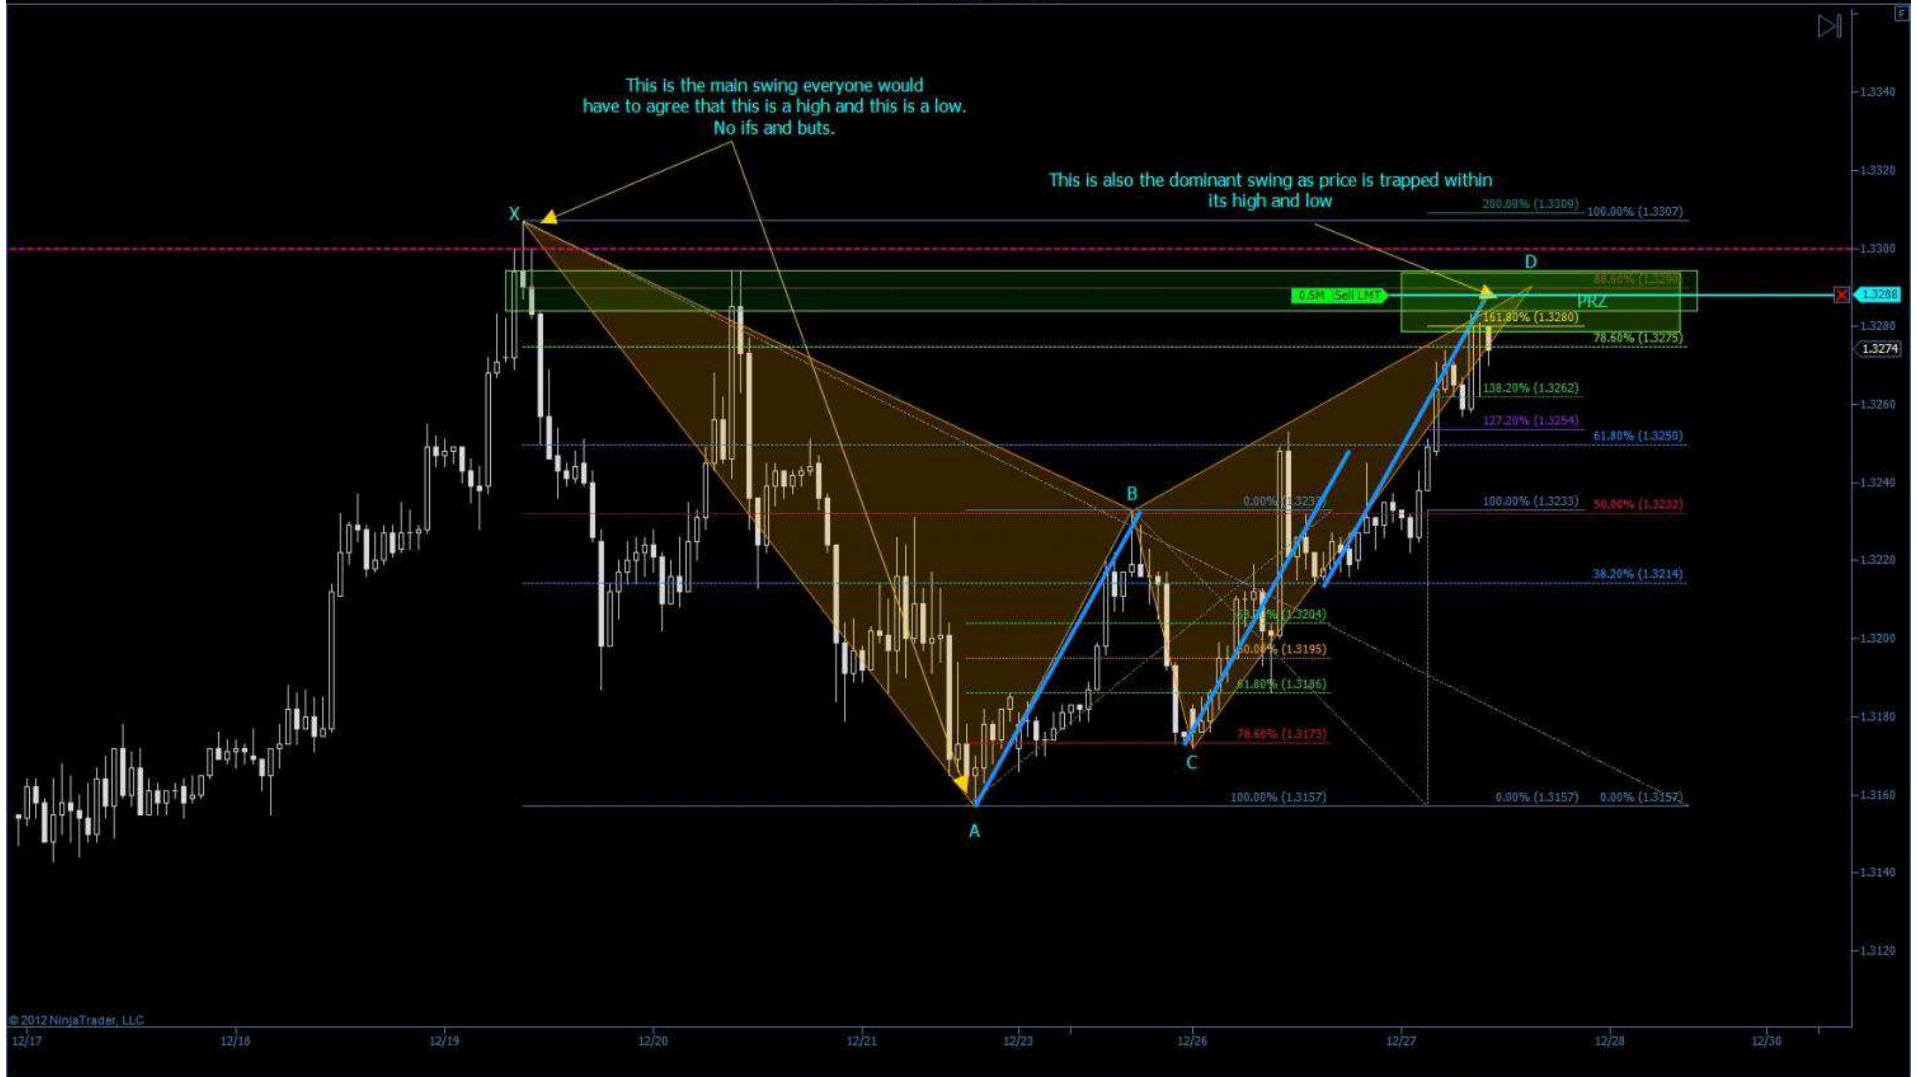 F
This is the main swing everyone would
have to agree that this is a high and this is a low.
No ifs and buts.
This is also the dominant swing as price is trapped within
its high and low
200.00% (1.3309)
100.00% (1.3307)
X
D
0.5M
Sell LMT
PRZ
161.80% (1.3280)
78.60% (1.3275)
138.20% (1.3262)
127.20% (1.3254)
61.80% (1.3250)
B
0.00% (1.3233)
100.00% (1.3233)
50.00% (1.3232)
38.20% (1.3214)
(1.3204)
50.00% (1.3195)
61.80% (1.3186)
78.60% (1.3173)
C
100.00% (1.3157)
0.00% (1.3157)
0.00% (1.3157)
A
1.3340
1.3320
1.3300
1.3288
1.3280
1.3274
1.3260
1.3240
1.3220
1.3200
1.3180
1.3160
1.3140
1.3120
© 2012 NinjaTrader, LLC
12/17
12/18
12/19
12/20
12/21
12/23
12/26
12/27
12/28
12/30